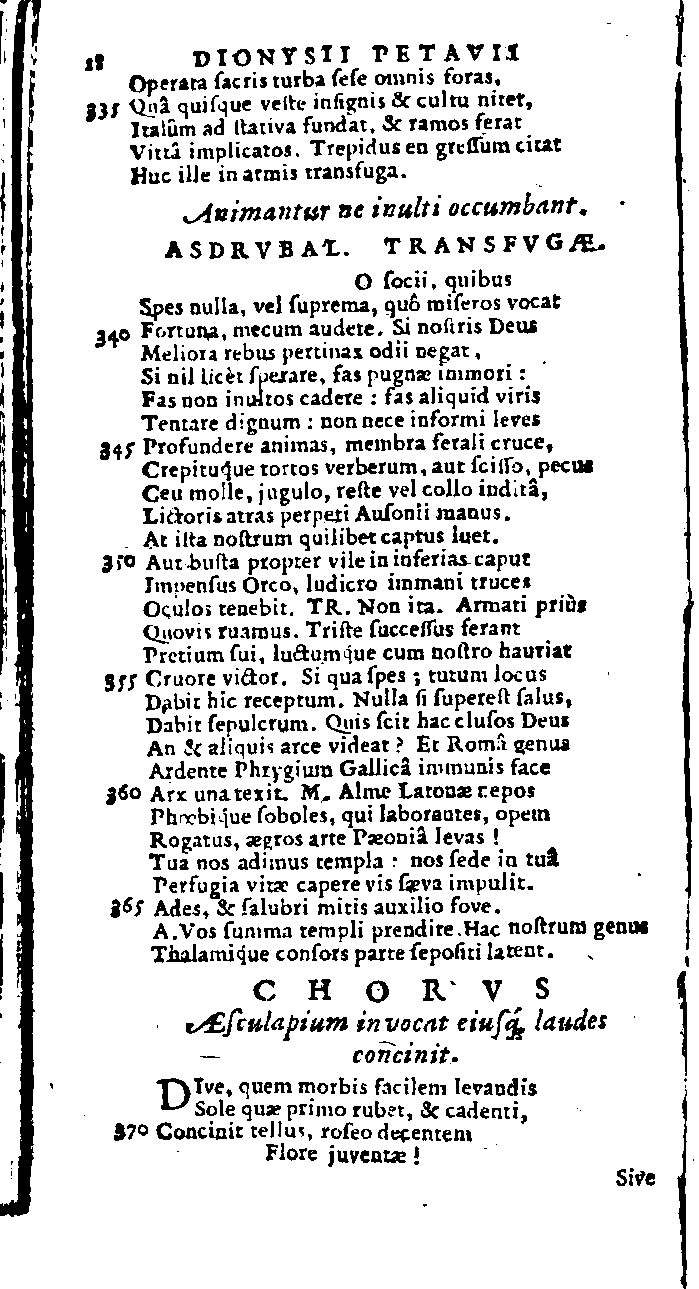 18 DIONYSII PETAVII
Operata ſacris turba ſeſe omnis foras,
335 Quâ quiſque veſte inſignis & cultu nitet,
Italûm ad ſtativa fundat, & ramos ferat
Vittâ implicatos. Trepidus en greſſum citat
Huc ille in armis transfuga.
Animantur ne inulti occumbant.
ASDRVBAL. TRANSFVGÆ.
O ſocii, quibus
Spes nulla, vel ſuprema, quô miſeros vocat
340 Fortuna, mecum audete. Si noſtris Deus
Meliora rebus pertinax odii negat,
Si nil licèt ſperare, fas pugnæ immori :
Fas non inultos cadere : fas aliquid viris
Tentare dignum : non nece informi leves
345 Profundere animas, membra ferali cruce,
Crepituq́ue tortos verberum, aut ſciſſo, pecus
Ceu molle, jugulo, reſte vel collo inditâ,
Lictoris atras perpeti Auſonii manus.
At iſta noſtrum quilibet captus luet.
350 Aut buſta propter vile in inferias caput
Impenſus Orco, ludicro immani truces
Oculos tenebit. TR. Non ita. Armati priùs
Quovis ruamus. Triſte ſucceſſus ferant
Pretium ſui, luctumq́ue cum noſtro hauriat
355 Cruore victor. Si qua ſpes ; tutum locus
Dabit hic receptum. Nulla ſi ſupereſt ſalus,
Dabit ſepulcrum. Quis ſcit hac cluſos Deus
An & aliquis arce videat ? Et Româ genus
Ardente Phrygium Gallicâ immunis face
360 Arx una texit. M. Alme Latonæ nepos
Phœbiq́ue ſoboles, qui laborantes, opem
Rogatus, ægros arte Pæoniâ levas !
Tua nos adimus templa : nos ſede in tuâ
Perfugia vitæ capere vis ſæva impulit.
365 Ades, & ſalubri mitis auxilio fove.
A. Vos ſumma templi prendite. Hac noſtrum genus
Thalamiq́ue conſors parte ſepoſiti latent.
CHORVS
Æſculapium invocat eiuſq́; laudes
concinit.
DIve, quem morbis facilem levandis
Sole quæ primo rubet, & cadenti,
370 Concinit tellus, roſeo decentem
Flore juventæ !
Sive